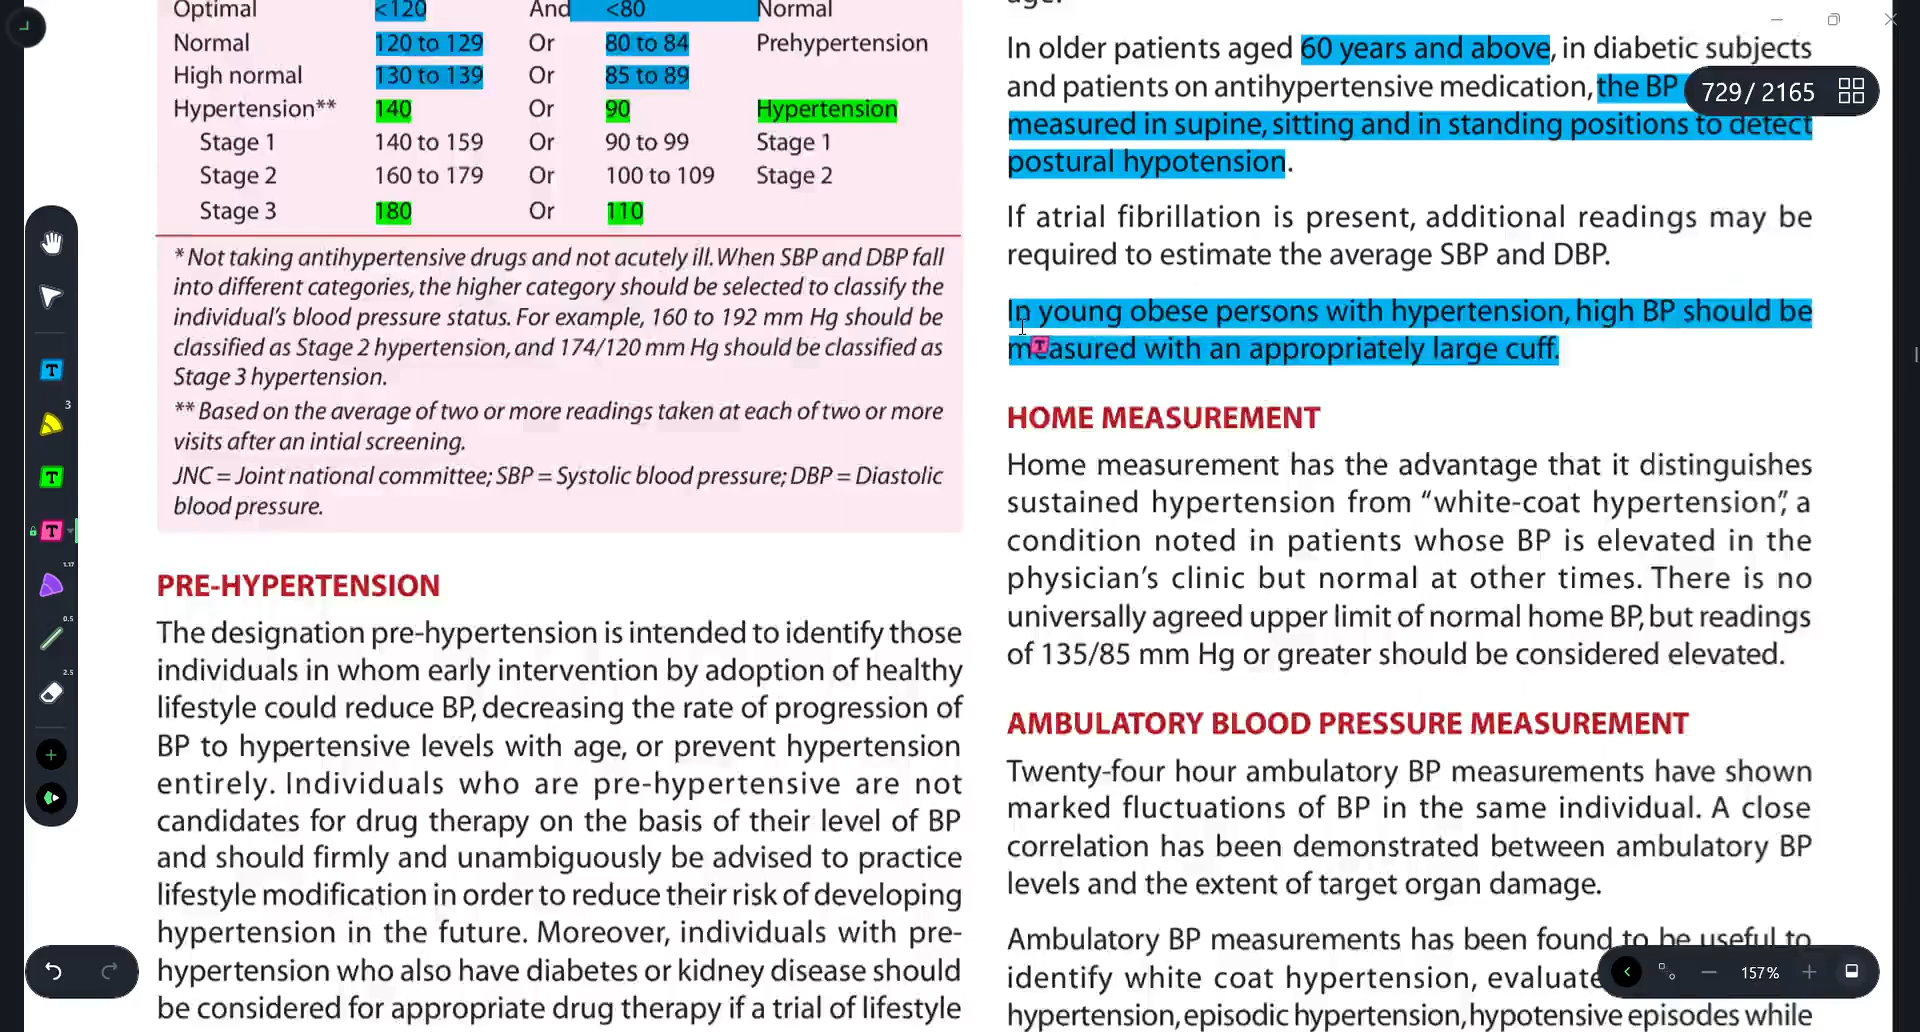 Optimal <120 And <80 Normal
Normal 120 to 129 Or 80 to 84 Prehypertension
High normal 130 to 139 Or 85 to 89
Hypertension** 140 Or 90 Hypertension
Stage 1 140 to 159 Or 90 to 99 Stage 1
Stage 2 160 to 179 Or 100 to 109 Stage 2
Stage 3 180 Or 110
* Not taking antihypertensive drugs and not acutely ill. When SBP and DBP fall
into different categories, the higher category should be selected to classify the
individual's blood pressure status. For example, 160 to 192 mm Hg should be
classified as Stage 2 hypertension, and 174/120 mm Hg should be classified as
Stage 3 hypertension.
** Based on the average of two or more readings taken at each of two or more
visits after an intial screening.
JNC = Joint national committee; SBP = Systolic blood pressure; DBP = Diastolic
blood pressure.
PRE-HYPERTENSION
The designation pre-hypertension is intended to identify those
individuals in whom early intervention by adoption of healthy
lifestyle could reduce BP, decreasing the rate of progression of
BP to hypertensive levels with age, or prevent hypertension
entirely. Individuals who are pre-hypertensive are not
candidates for drug therapy on the basis of their level of BP
and should firmly and unambiguously be advised to practice
lifestyle modification in order to reduce their risk of developing
hypertension in the future. Moreover, individuals with pre-
hypertension who also have diabetes or kidney disease should
be considered for appropriate drug therapy if a trial of lifestyle
In older patients aged 60 years and above, in diabetic subjects
and patients on antihypertensive medication, the BP
measured in supine, sitting and in standing positions to detect
postural hypotension.
If atrial fibrillation is present, additional readings may be
required to estimate the average SBP and DBP.
In young obese persons with hypertension, high BP should be
measured with an appropriately large cuff.
HOME MEASUREMENT
Home measurement has the advantage that it distinguishes
sustained hypertension from "white-coat hypertension", a
condition noted in patients whose BP is elevated in the
physician's clinic but normal at other times. There is no
universally agreed upper limit of normal home BP, but readings
of 135/85 mm Hg or greater should be considered elevated.
AMBULATORY BLOOD PRESSURE MEASUREMENT
Twenty-four hour ambulatory BP measurements have shown
marked fluctuations of BP in the same individual. A close
correlation has been demonstrated between ambulatory BP
levels and the extent of target organ damage.
Ambulatory BP measurements has been found to be useful to
identify white coat hypertension, evaluate
hypertension, episodic hypertension, hypotensive episodes while
729 / 2165
T
3
T
T
1.17
0.5
2.5
T
157%